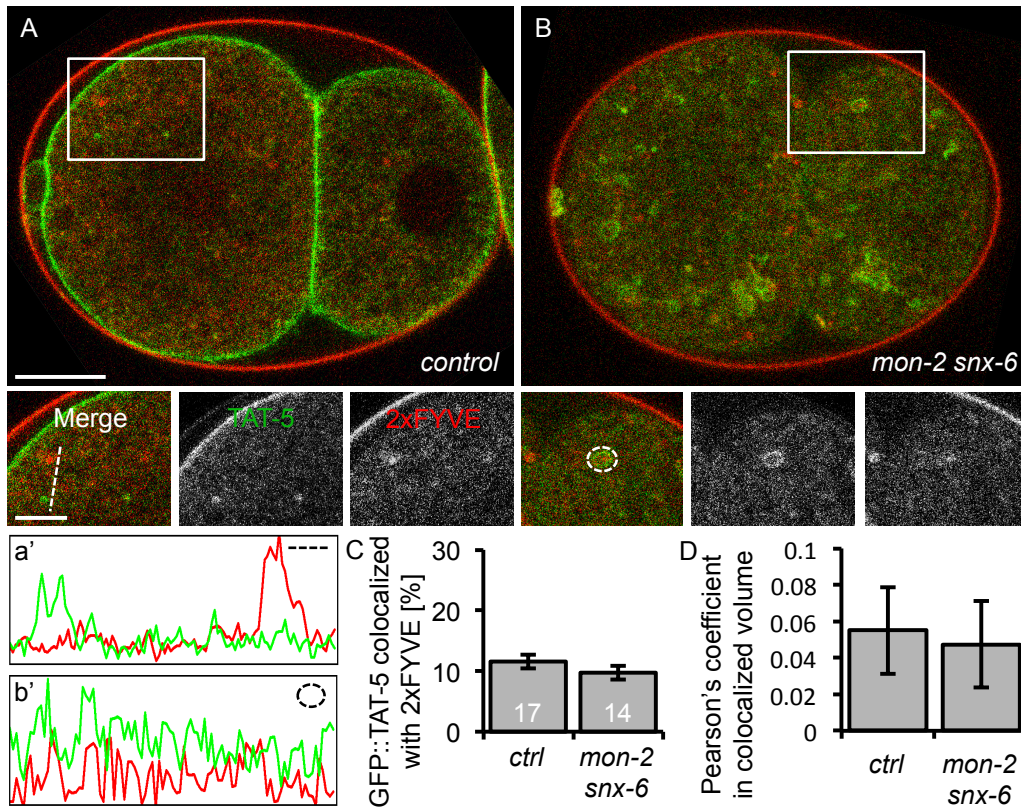 A
control
B
mon-2 snx-6
Merge
TAT-5
2xFYVE
a'
b'
C
GFP::TAT-5 colocalized
with 2xFYVE [%]
30
20
10
0
17
14
ctrl
mon-2
snx-6
D
Pearson's coefficient
in colocalized volume
0.1
0.08
0.06
0.04
0.02
0
ctrl
mon-2
snx-6